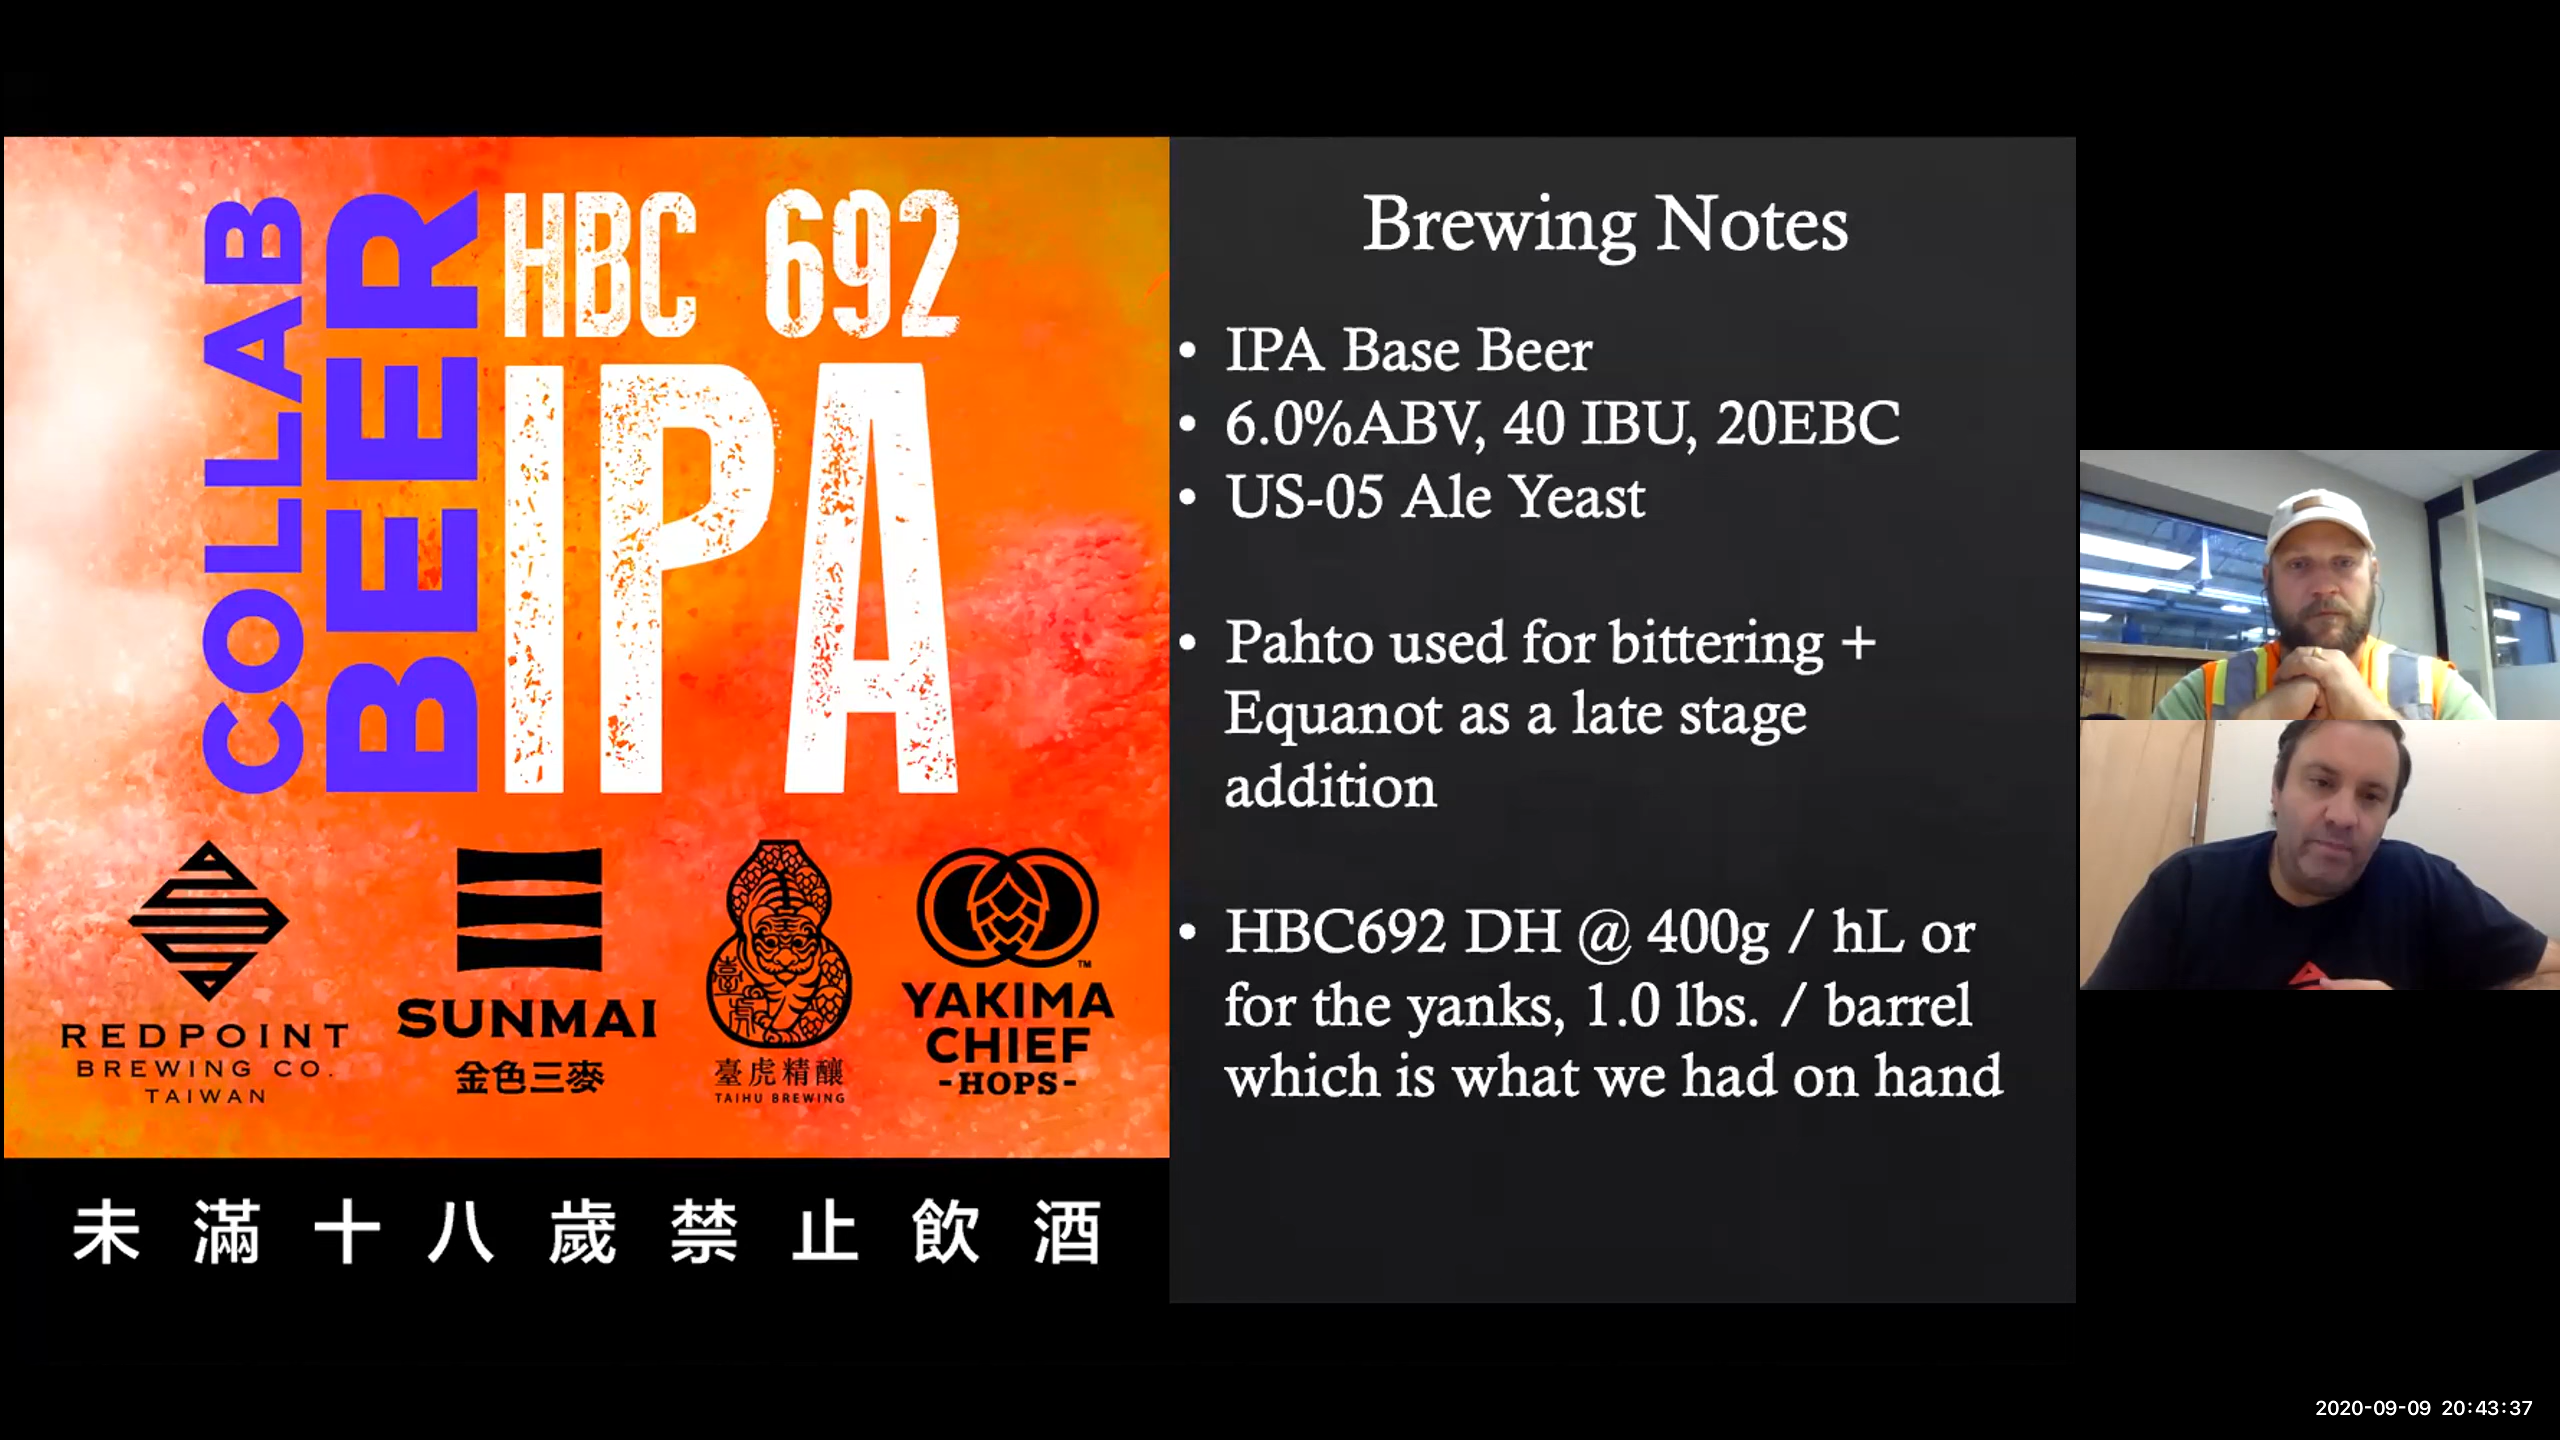 COLLAB
BEER
HBC 692
IPA
REDPOINT
BREWING CO.
TAIWAN
SUNMAI
金色三麥
臺虎
臺虎精釀
TAIHU BREWING
TM
YAKIMA
CHIEF
-HOPS-
未滿十八歲禁止飲酒
Brewing Notes
• IPA Base Beer
• 6.0%ABV, 40 IBU, 20EBC
• US-05 Ale Yeast
• Pahto used for bittering +
Equanot as a late stage
addition
• HBC692 DH @ 400g / hL or
for the yanks, 1.0 lbs. / barrel
which is what we had on hand
2020-09-09 20:43:37